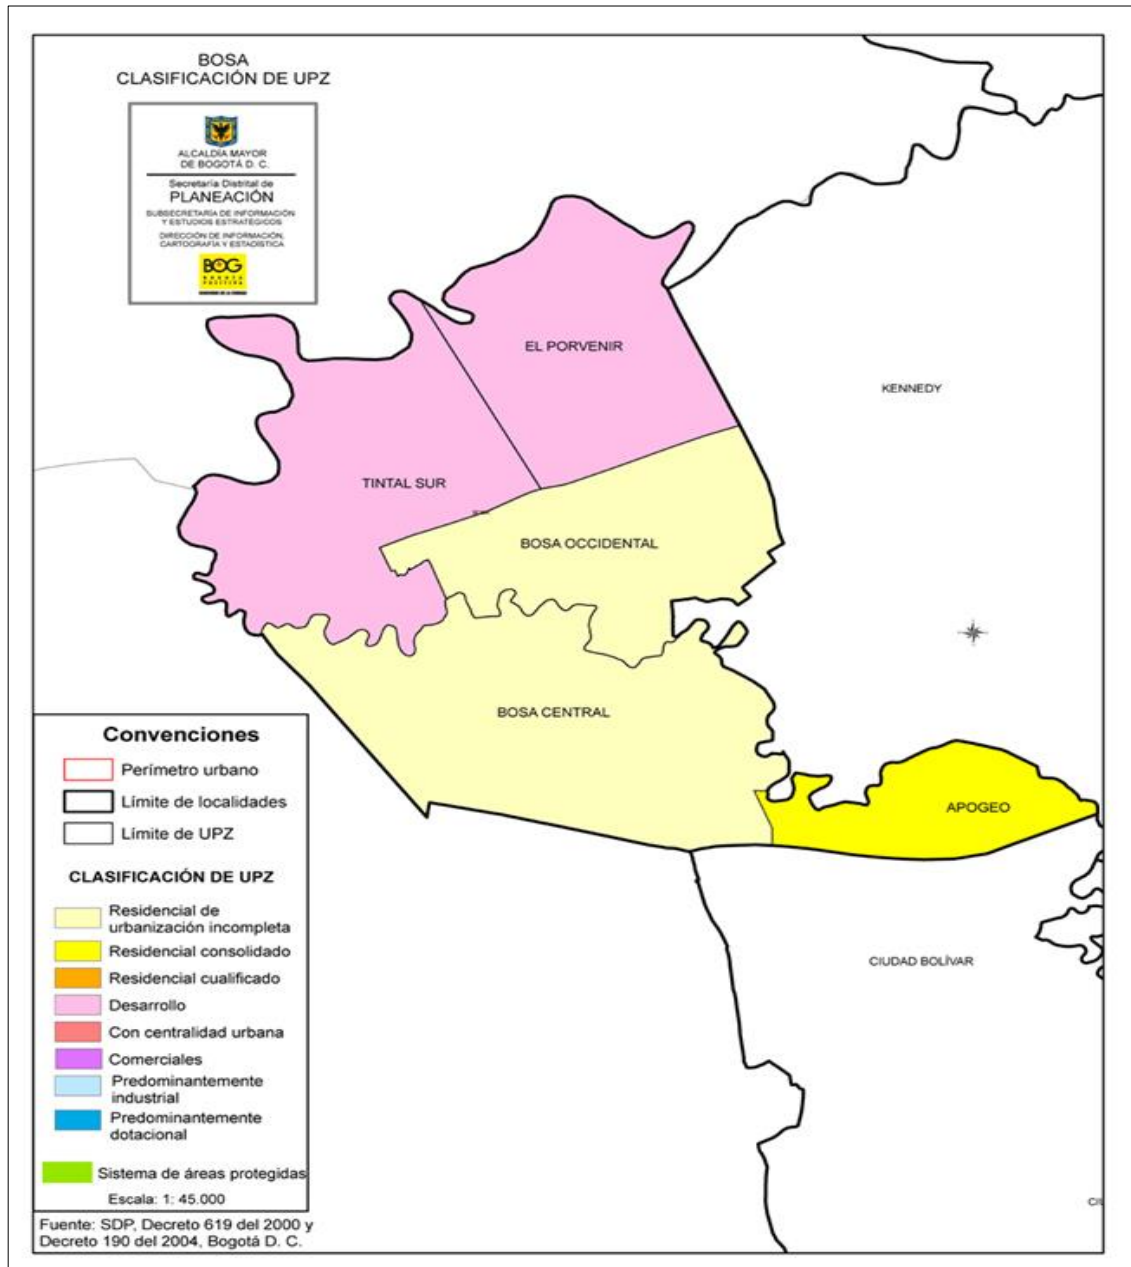 BOSA
CLASIFICACIÓN DE UPZ
ALCALDÍA MAYOR
DE BOGOTÁ D. C.
Secretaría Distrital de
PLANEACIÓN
SUBSECRETARÍA DE INFORMACIÓN
Y ESTUDIOS ESTRATÉGICOS
DIRECCIÓN DE INFORMACIÓN,
CARTOGRAFÍA Y ESTADÍSTICA
BOG
BOGOTÁ
POSITIVA
EL PORVENIR
KENNEDY
TINTAL SUR
BOSA OCCIDENTAL
BOSA CENTRAL
APOGEO
CIUDAD BOLÍVAR
Convenciones
Perímetro urbano
Límite de localidades
Límite de UPZ
CLASIFICACIÓN DE UPZ
Residencial de
urbanización incompleta
Residencial consolidado
Residencial cualificado
Desarrollo
Con centralidad urbana
Comerciales
Predominantemente
industrial
Predominantemente
dotacional
Sistema de áreas protegidas
Escala: 1: 45.000
CIU
Fuente: SDP, Decreto 619 del 2000 y
Decreto 190 del 2004, Bogotá D. C.